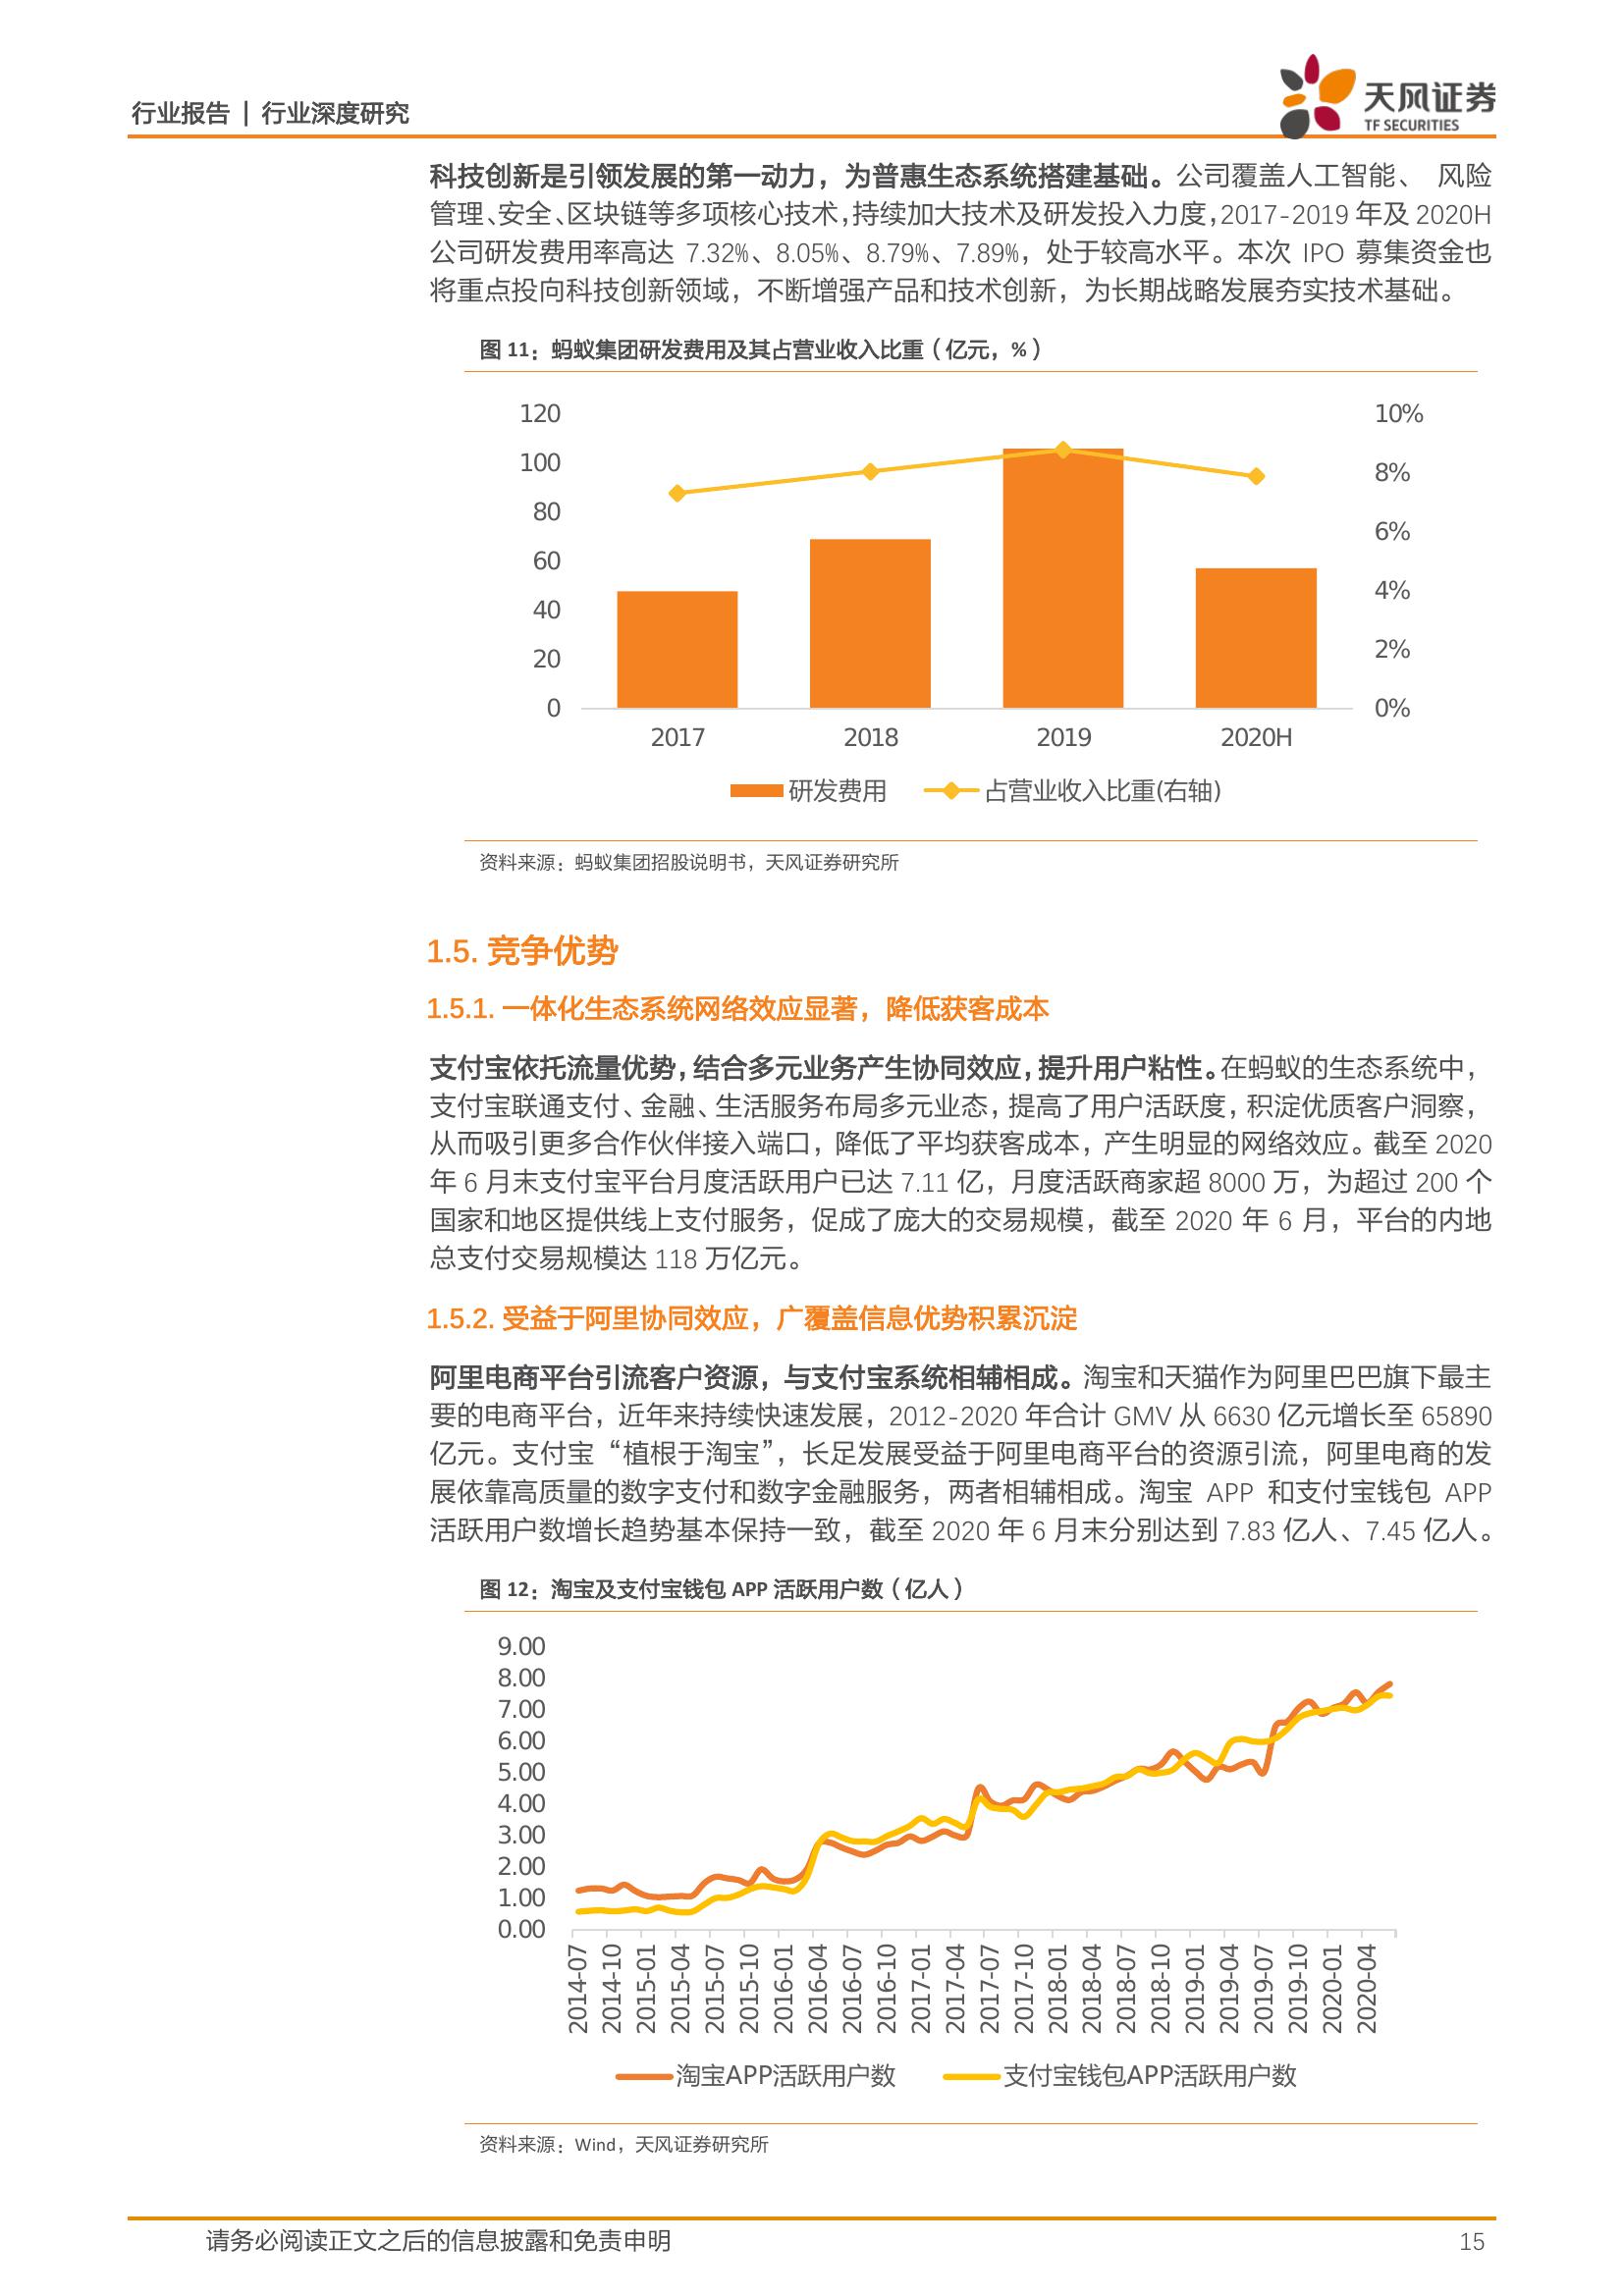 行业报告 | 行业深度研究
天风证券
TF SECURITIES
科技创新是引领发展的第一动力，为普惠生态系统搭建基础。公司覆盖人工智能、 风险
管理、安全、区块链等多项核心技术，持续加大技术及研发投入力度，2017-2019 年及 2020H
公司研发费用率高达 7.32%、8.05%、8.79%、7.89%，处于较高水平。本次 IPO 募集资金也
将重点投向科技创新领域，不断增强产品和技术创新，为长期战略发展夯实技术基础。
图 11：蚂蚁集团研发费用及其占营业收入比重（亿元，%）
120
100
80
60
40
20
0
10%
8%
6%
4%
2%
0%
2017 2018 2019 2020H
研发费用 占营业收入比重(右轴)
资料来源：蚂蚁集团招股说明书，天风证券研究所
1.5. 竞争优势
1.5.1. 一体化生态系统网络效应显著，降低获客成本
支付宝依托流量优势，结合多元业务产生协同效应，提升用户粘性。在蚂蚁的生态系统中，
支付宝联通支付、金融、生活服务布局多元业态，提高了用户活跃度，积淀优质客户洞察，
从而吸引更多合作伙伴接入端口，降低了平均获客成本，产生明显的网络效应。截至 2020
年 6 月末支付宝平台月度活跃用户已达 7.11 亿，月度活跃商家超 8000 万，为超过 200 个
国家和地区提供线上支付服务，促成了庞大的交易规模，截至 2020 年 6 月，平台的内地
总支付交易规模达 118 万亿元。
1.5.2. 受益于阿里协同效应，广覆盖信息优势积累沉淀
阿里电商平台引流客户资源，与支付宝系统相辅相成。淘宝和天猫作为阿里巴巴旗下最主
要的电商平台，近年来持续快速发展，2012-2020 年合计 GMV 从 6630 亿元增长至 65890
亿元。支付宝“植根于淘宝”，长足发展受益于阿里电商平台的资源引流，阿里电商的发
展依靠高质量的数字支付和数字金融服务，两者相辅相成。淘宝 APP 和支付宝钱包 APP
活跃用户数增长趋势基本保持一致，截至 2020 年 6 月末分别达到 7.83 亿人、7.45 亿人。
图 12：淘宝及支付宝钱包 APP 活跃用户数（亿人）
9.00
8.00
7.00
6.00
5.00
4.00
3.00
2.00
1.00
0.00
2014-07 2014-10 2015-01 2015-04 2015-07 2015-10 2016-01 2016-04 2016-07 2016-10 2017-01 2017-04 2017-07 2017-10 2018-01 2018-04 2018-07 2018-10 2019-01 2019-04 2019-07 2019-10 2020-01 2020-04
淘宝APP活跃用户数 支付宝钱包APP活跃用户数
资料来源：Wind，天风证券研究所
请务必阅读正文之后的信息披露和免责申明 15